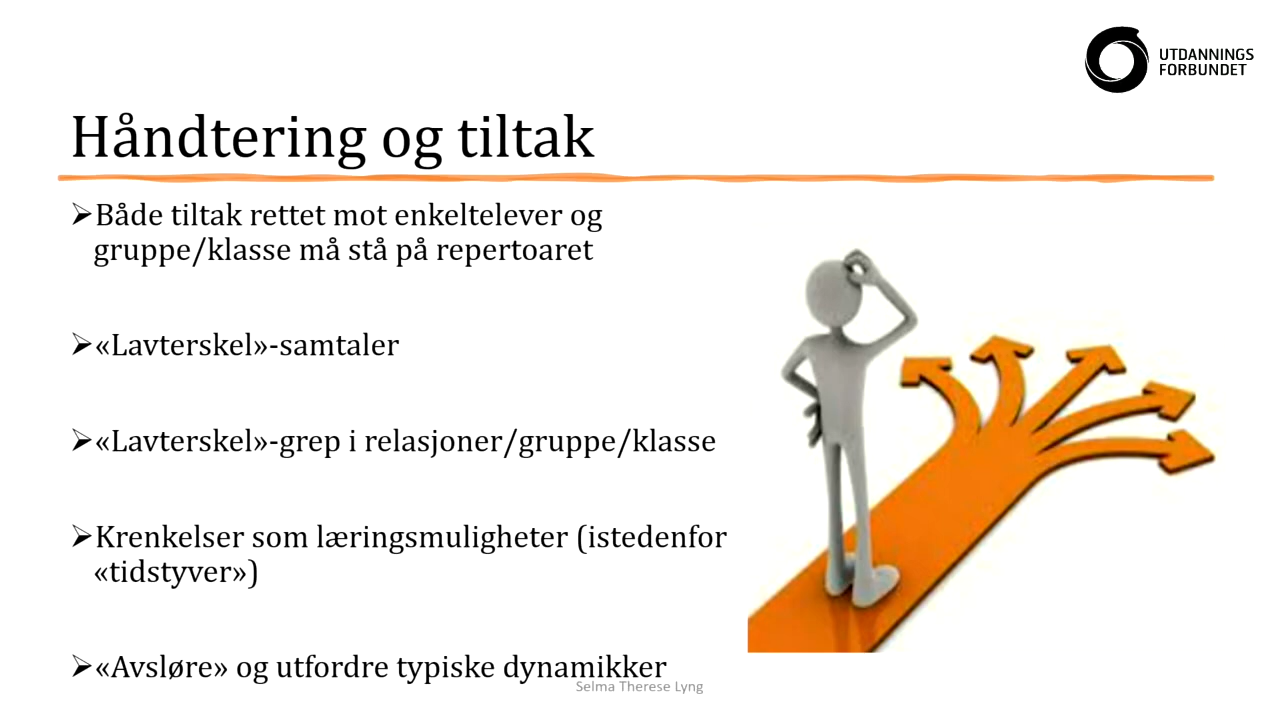 UTDANNINGS
FORBUNDET
Håndtering og tiltak
➢Både tiltak rettet mot enkeltelever og
gruppe/klasse må stå på repertoaret
➢«Lavterskel»-samtaler
➢«Lavterskel»-grep i relasjoner/gruppe/klasse
➢Krenkelser som læringsmuligheter (istedenfor
«tidstyver»)
➢«Avsløre» og utfordre typiske dynamikker
Selma Therese Lyng